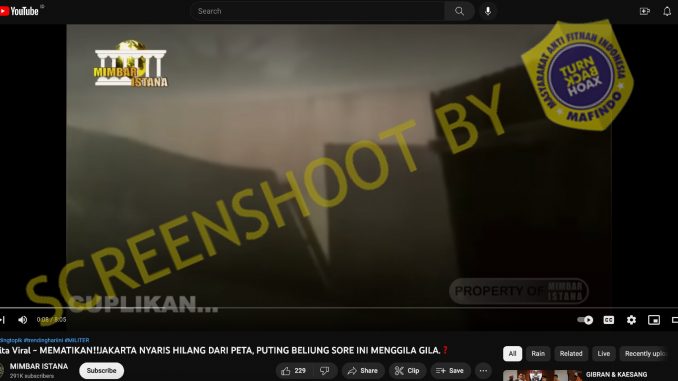 YouTube
ID
Search
MIMBAR
ISTANA
MASYARAKAT ANTI FITNAH INDONESIA
TURN
BACK
HOAX
MAFINDO
SCREENSHOOT BY
CUPLIKAN...
PROPERTY OF MIMBAR
ISTANA
0:08 / 8:05
#trendingtopik #trendinghariini #MILITER
ita Viral ~ MEMATIKAN!!JAKARTA NYARIS HILANG DARI PETA, PUTING BELIUNG SORE INI MENGGILA GILA.❓
MIMBAR ISTANA
291K subscribers
Subscribe
229
Share
Clip
Save
All
Rain
Related
Live
Recently uplo
GIBRAN & KAESANG